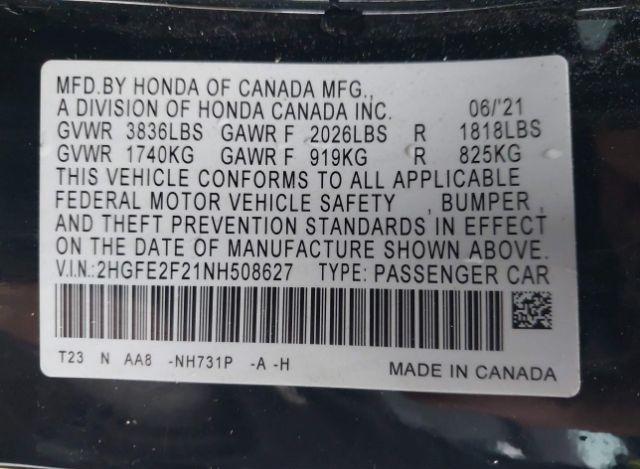 MFD.BY HONDA OF CANADA MFG.,
A DIVISION OF HONDA CANADA INC. 06/'21
GVWR 3836LBS GAWR F 2026LBS R 1818LBS
GVWR 1740KG GAWR F 919KG R 825KG
THIS VEHICLE CONFORMS TO ALL APPLICABLE
FEDERAL MOTOR VEHICLE SAFETY , BUMPER ,
AND THEFT PREVENTION STANDARDS IN EFFECT
ON THE DATE OF MANUFACTURE SHOWN ABOVE.
V.I.N.:2HGFE2F21NH508627 TYPE: PASSENGER CAR
T23 N AA8 -NH731P -A -H MADE IN CANADA